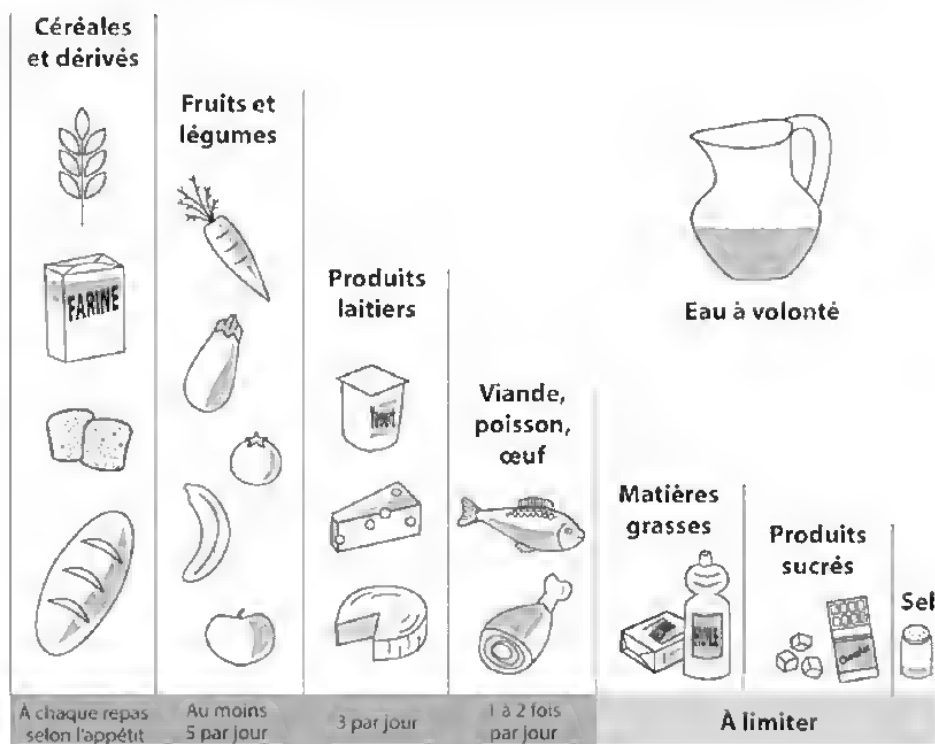 Céréales
et dérivés
FARINE
À chaque repas
selon l'appétit
Fruits et
légumes
Au moins
5 par jour
Produits
laitiers
3 par jour
Viande,
poisson,
œuf
1 à 2 fois
par jour
Eau à volonté
Matières
grasses
Produits
sucrés
Sel
À limiter